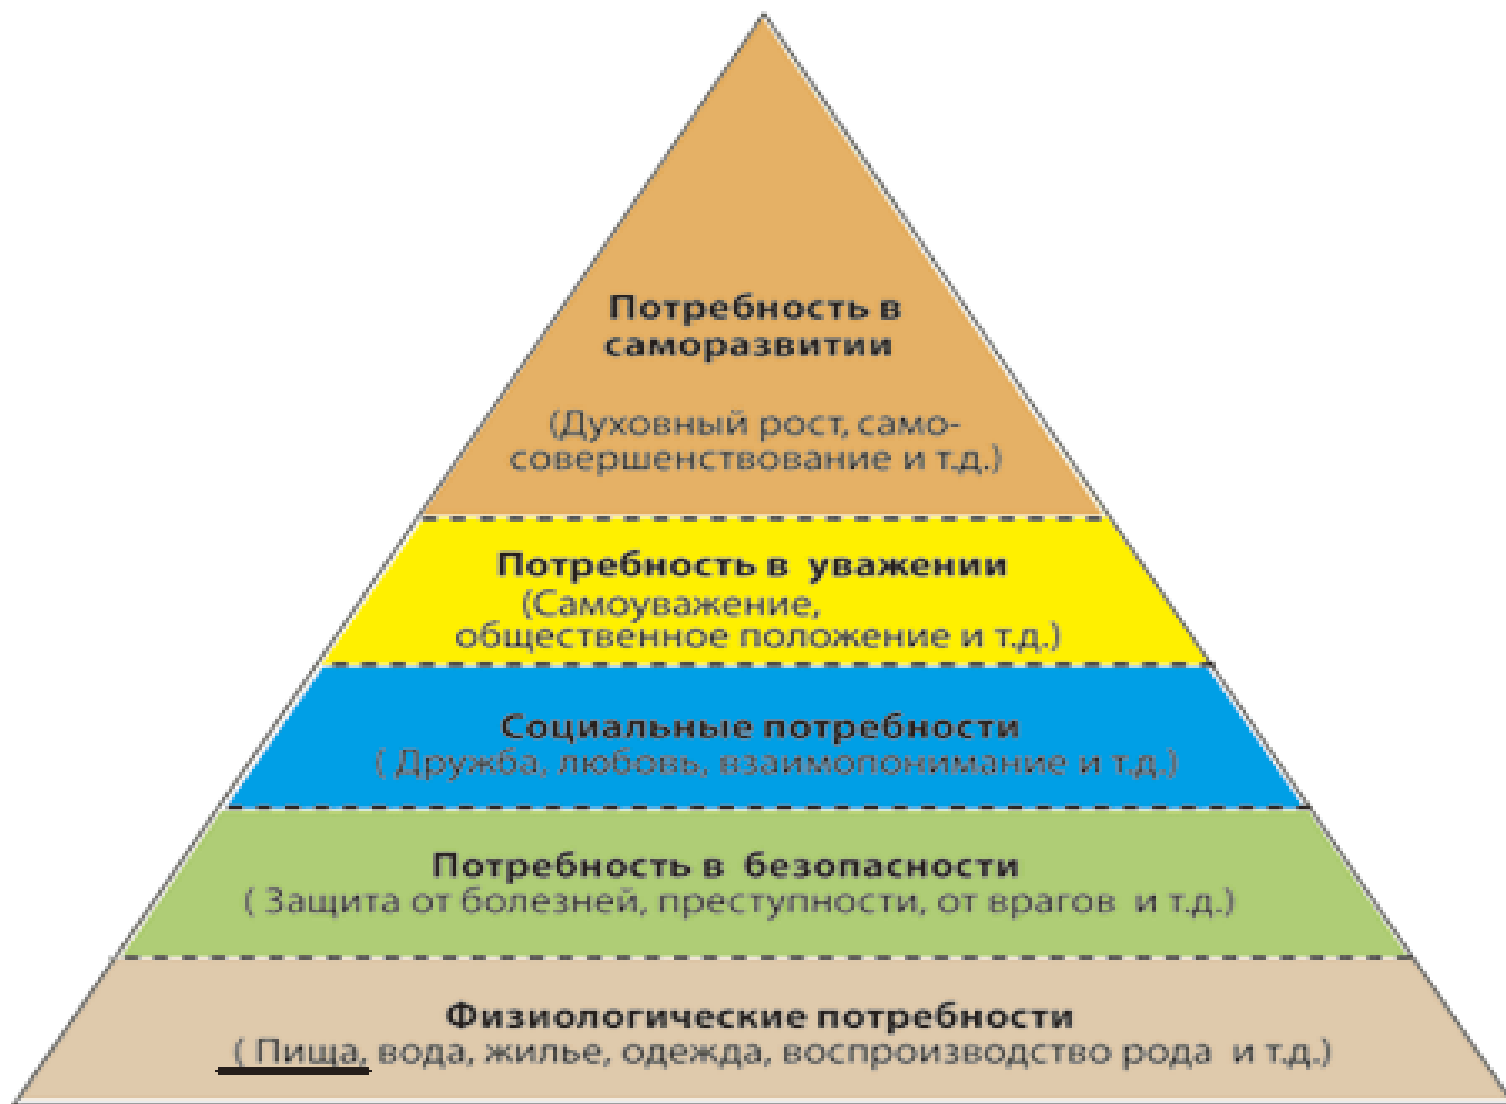 Потребность в
саморазвитии
(Духовный рост, само-
совершенствование и т.д.)
Потребность в уважении
(Самоуважение,
общественное положение и т.д.)
Социальные потребности
( Дружба, любовь, взаимопонимание и т.д.)
Потребность в безопасности
( Защита от болезней, преступности, от врагов и т.д.)
Физиологические потребности
( Пища, вода, жилье, одежда, воспроизводство рода и т.д.)